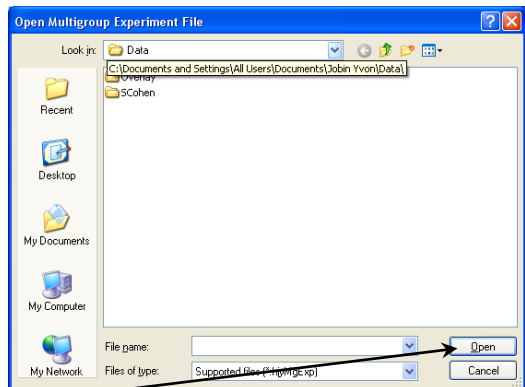 Open Multigroup Experiment File
Look in: Data
C:\Documents and Settings\All Users\Documents\Jobin Yvon\Data\
Overlay
SCohen
Recent
Desktop
My Documents
My Computer
My Network
File name:
Open
Files of type: Supported files
Cancel